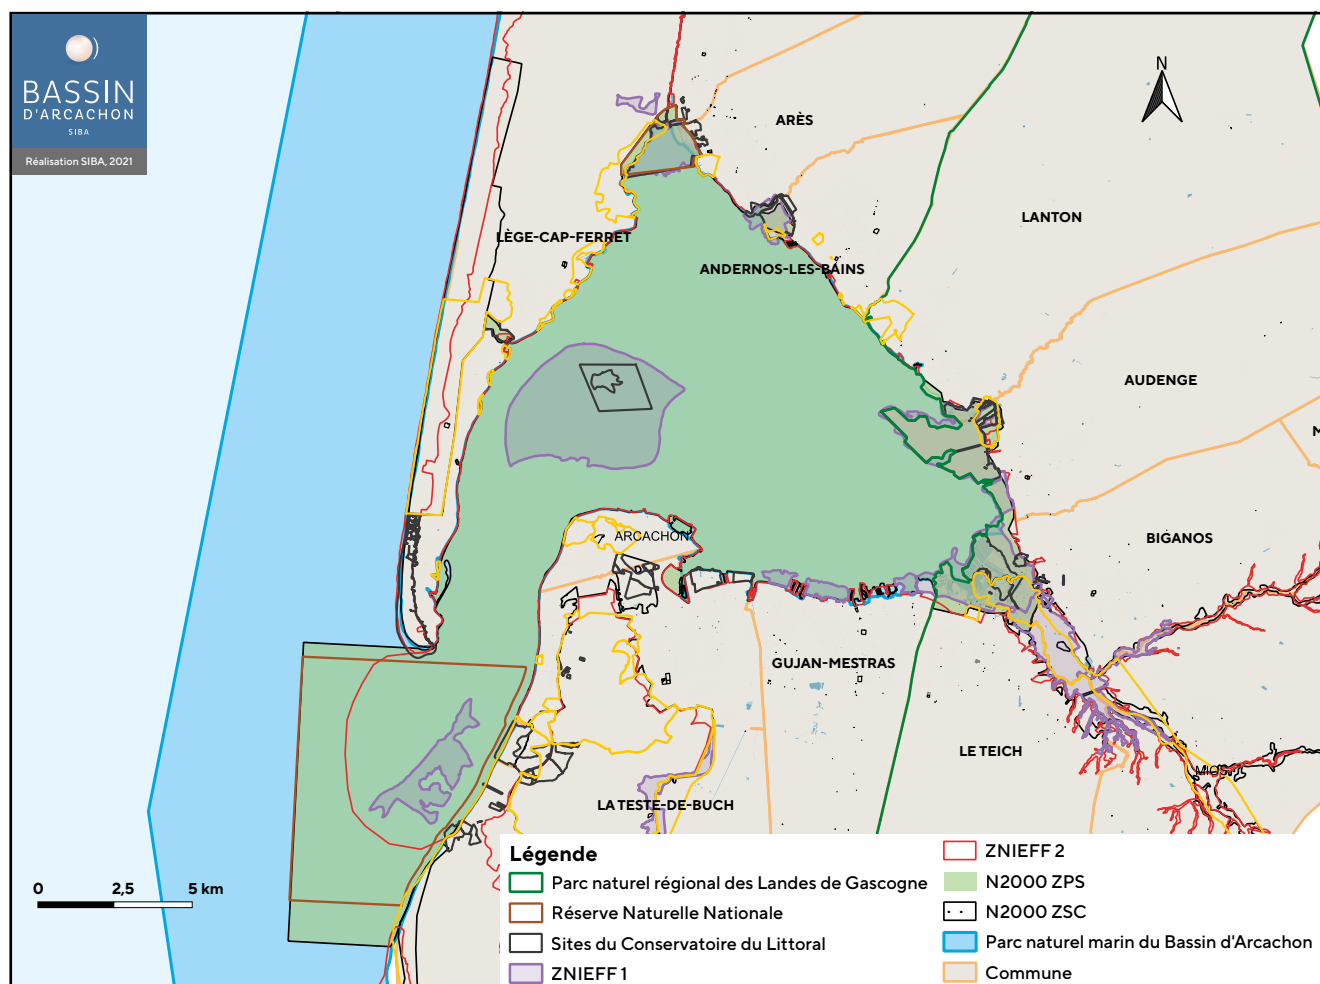 BASSIN
D'ARCACHON
SIBA
Réalisation SIBA, 2021
N
ARÈS
LANTON
LÈGE-CAP-FERRET
ANDERNOS-LES-BAINS
AUDENGE
M
ARCACHON
BIGANOS
GUJAN-MESTRAS
LE TEICH
MIOS
LA TESTE-DE-BUCH
0 2,5 5 km
Légende
Parc naturel régional des Landes de Gascogne
Réserve Naturelle Nationale
Sites du Conservatoire du Littoral
ZNIEFF 1
ZNIEFF 2
N2000 ZPS
N2000 ZSC
Parc naturel marin du Bassin d'Arcachon
Commune